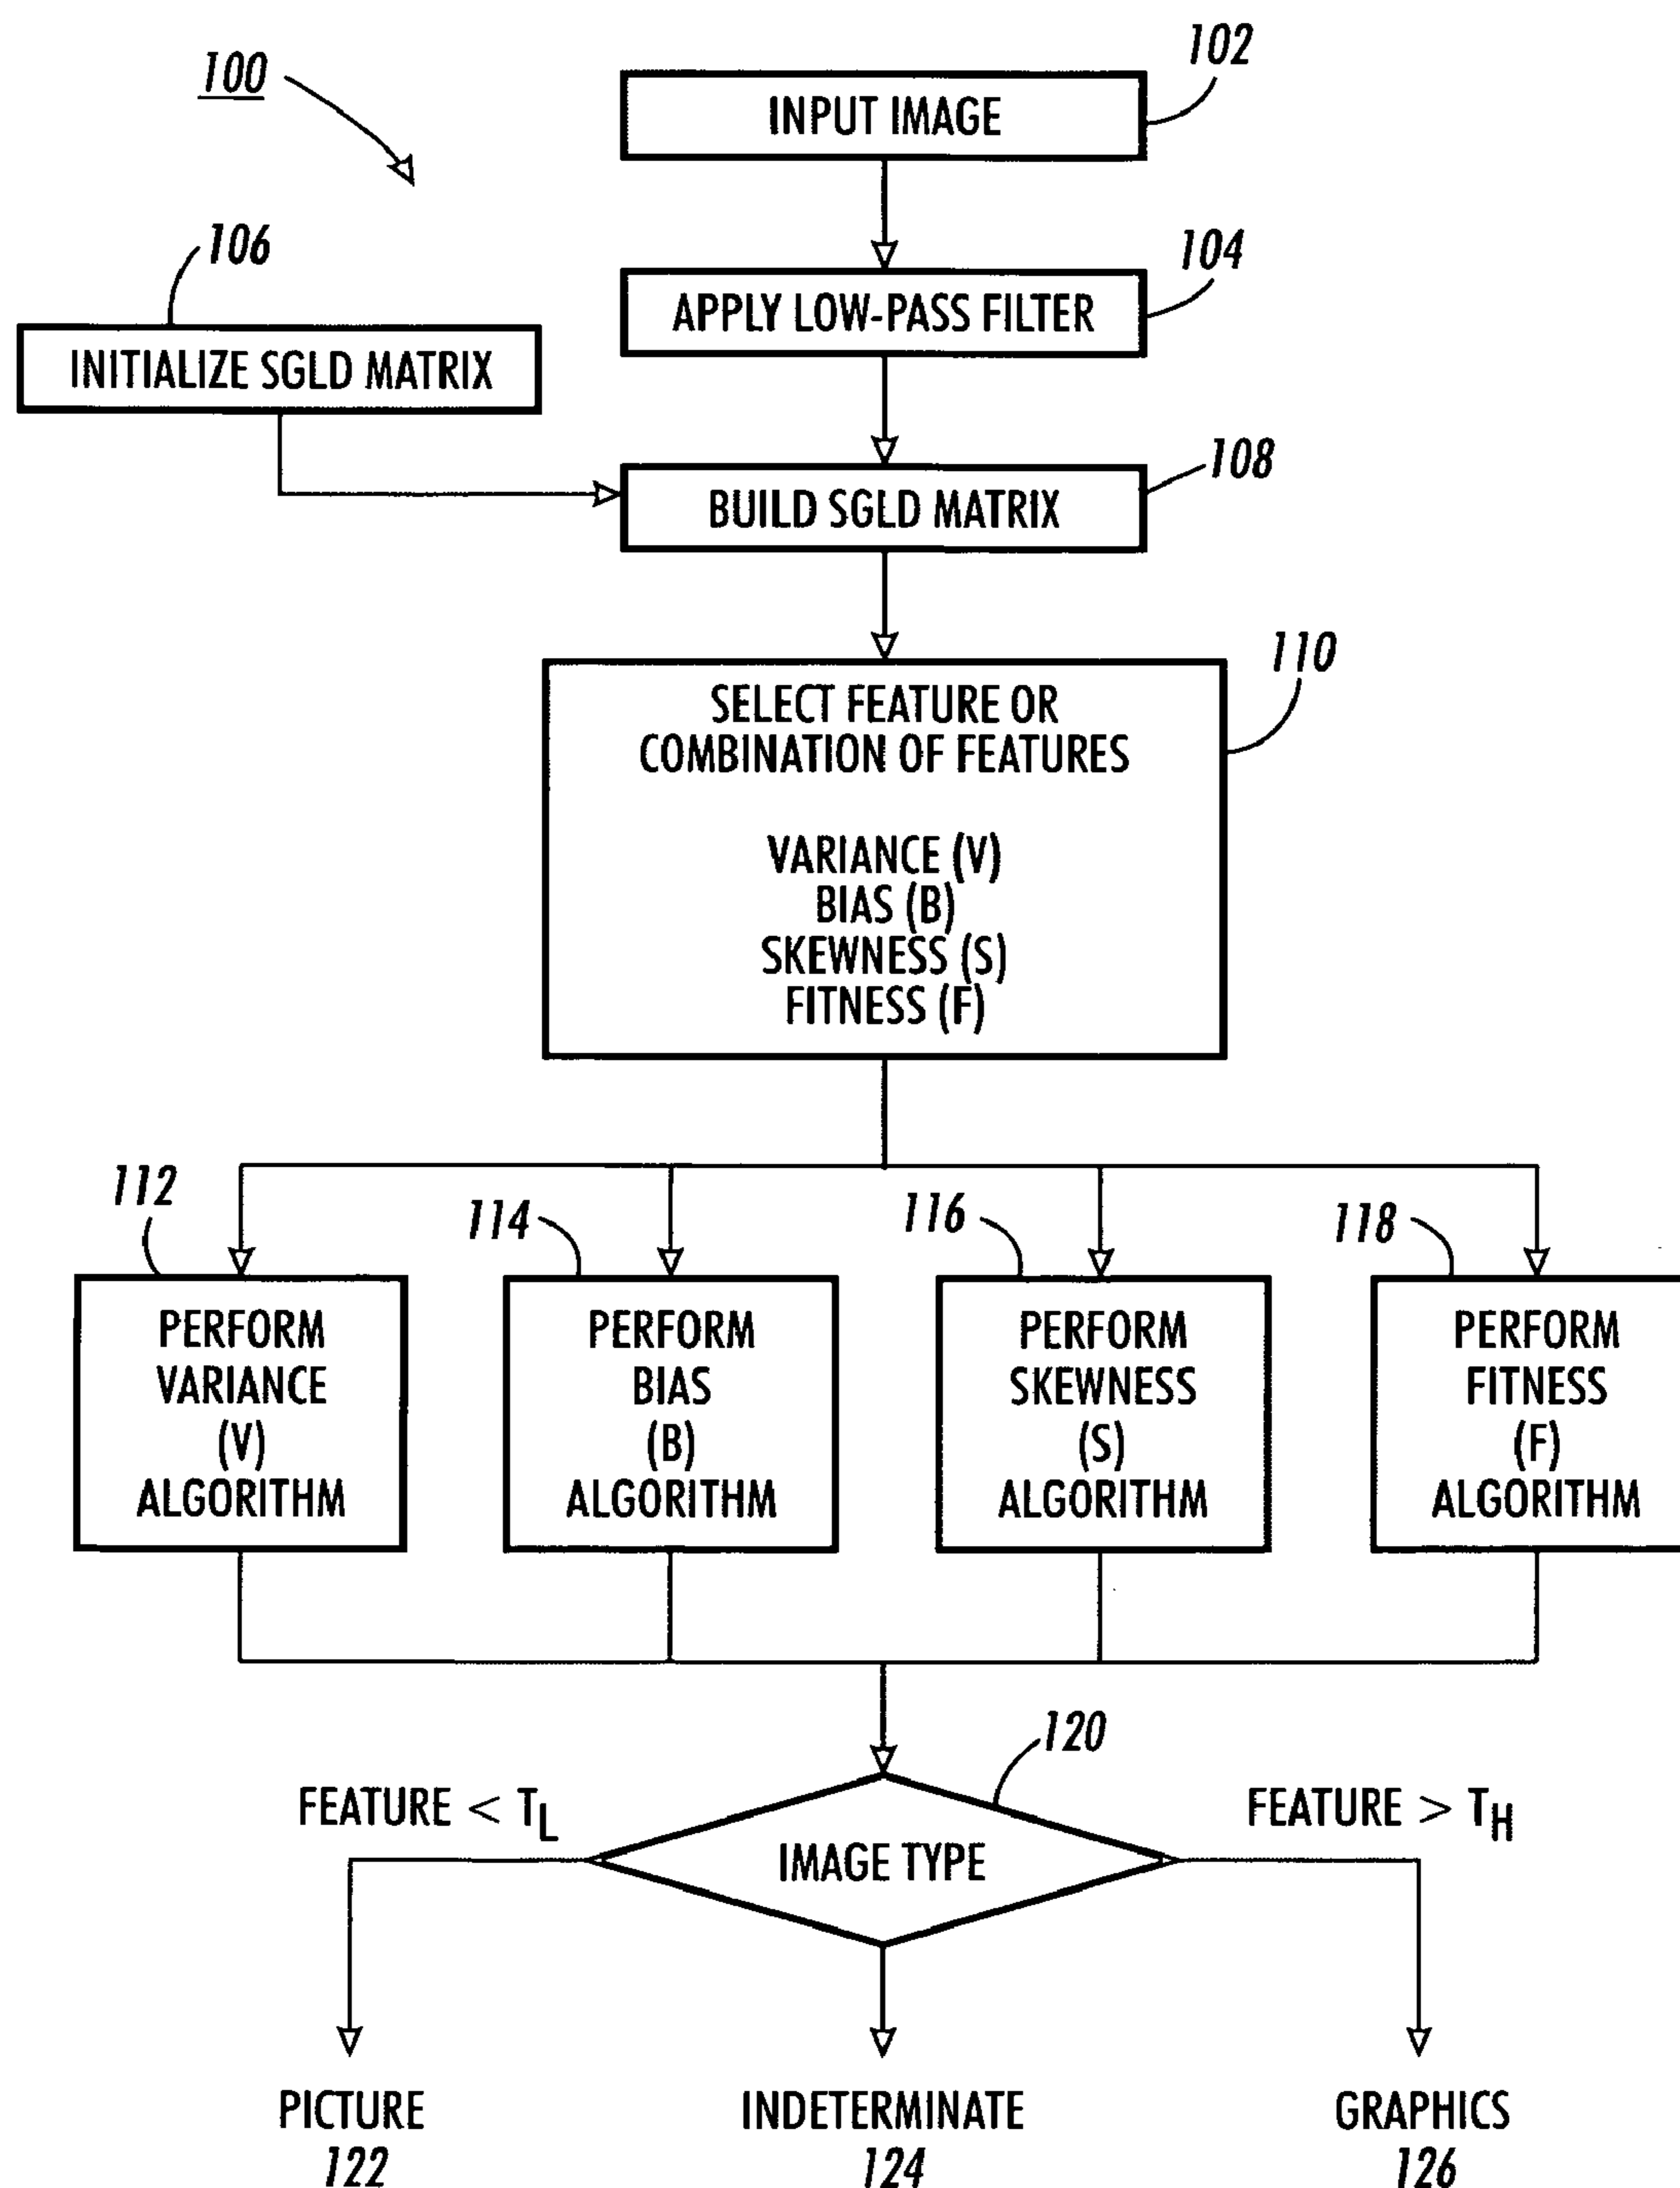 100
102
INPUT IMAGE
104
APPLY LOW-PASS FILTER
106
INITIALIZE SGLD MATRIX
108
BUILD SGLD MATRIX
110
SELECT FEATURE OR
COMBINATION OF FEATURES
VARIANCE (V)
BIAS (B)
SKEWNESS (S)
FITNESS (F)
112
PERFORM
VARIANCE
(V)
ALGORITHM
114
PERFORM
BIAS
(B)
ALGORITHM
116
PERFORM
SKEWNESS
(S)
ALGORITHM
118
PERFORM
FITNESS
(F)
ALGORITHM
120
FEATURE < TL
IMAGE TYPE
FEATURE > TH
PICTURE
122
INDETERMINATE
124
GRAPHICS
126